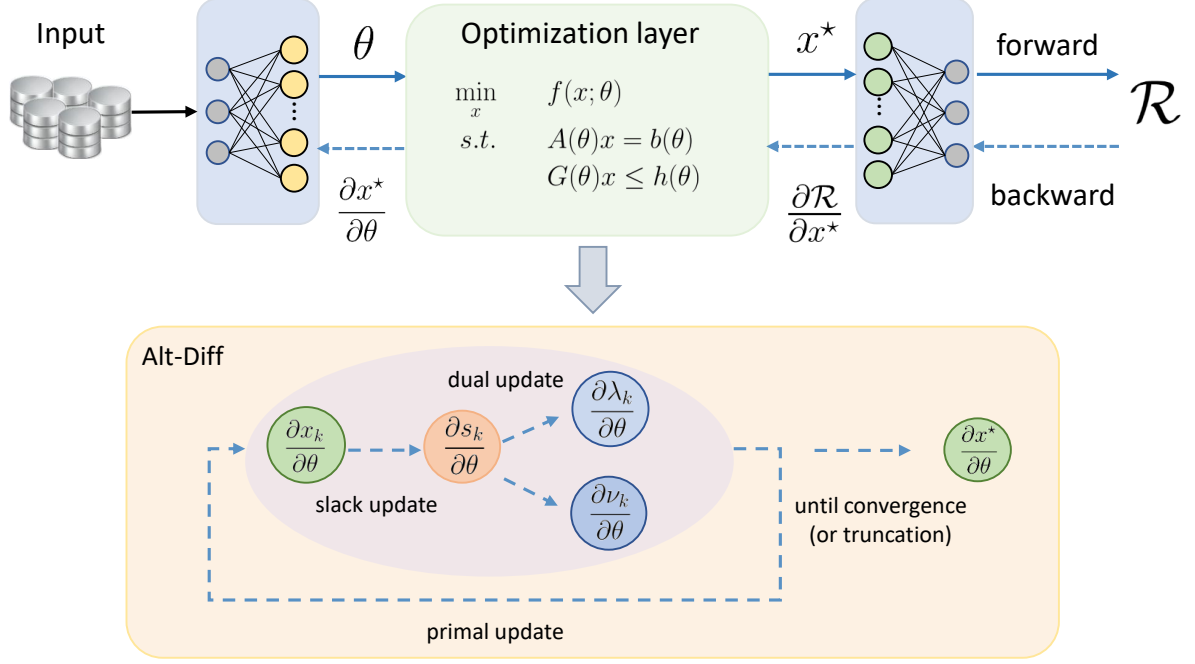 Input
θ
Optimization layer
x⋆
forward
min_x f(x; θ)
s.t. A(θ)x = b(θ)
G(θ)x ≤ h(θ)
ℛ
∂x⋆/∂θ
∂ℛ/∂x⋆
backward
Alt-Diff
dual update
∂x_k/∂θ
∂s_k/∂θ
∂λ_k/∂θ
∂ν_k/∂θ
slack update
∂x⋆/∂θ
until convergence
(or truncation)
primal update